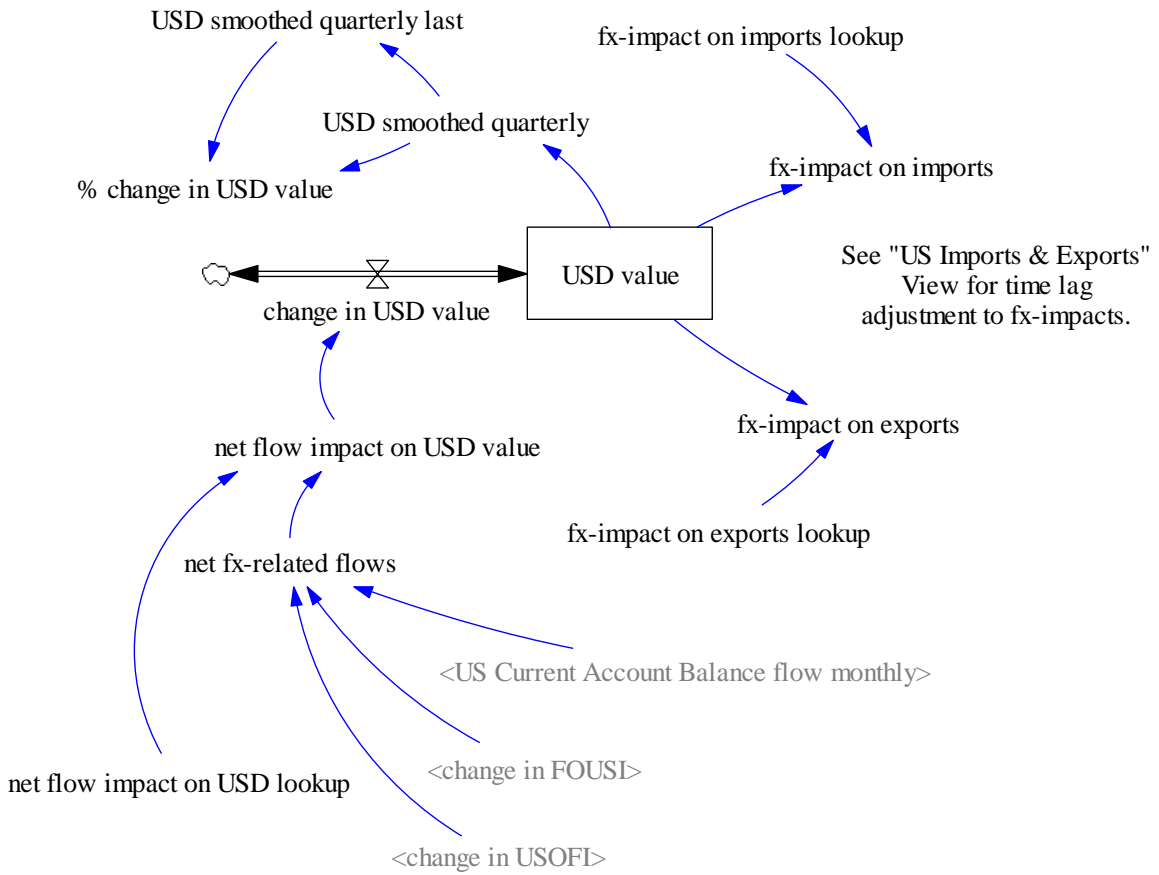 USD smoothed quarterly last
fx-impact on imports lookup
USD smoothed quarterly
fx-impact on imports
% change in USD value
See "US Imports & Exports"
View for time lag
adjustment to fx-impacts.
USD value
change in USD value
fx-impact on exports
net flow impact on USD value
fx-impact on exports lookup
net fx-related flows
<US Current Account Balance flow monthly>
<change in FOUSI>
net flow impact on USD lookup
<change in USOFI>